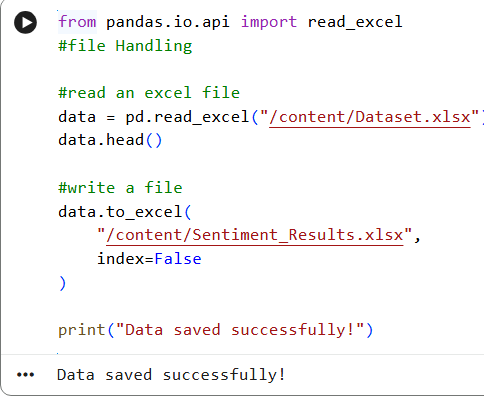 from pandas.io.api import read_excel
#file Handling
#read an excel file
data = pd.read_excel("/content/Dataset.xlsx")
data.head()
#write a file
data.to_excel(
    "/content/Sentiment_Results.xlsx",
    index=False
)
print("Data saved successfully!")
Data saved successfully!